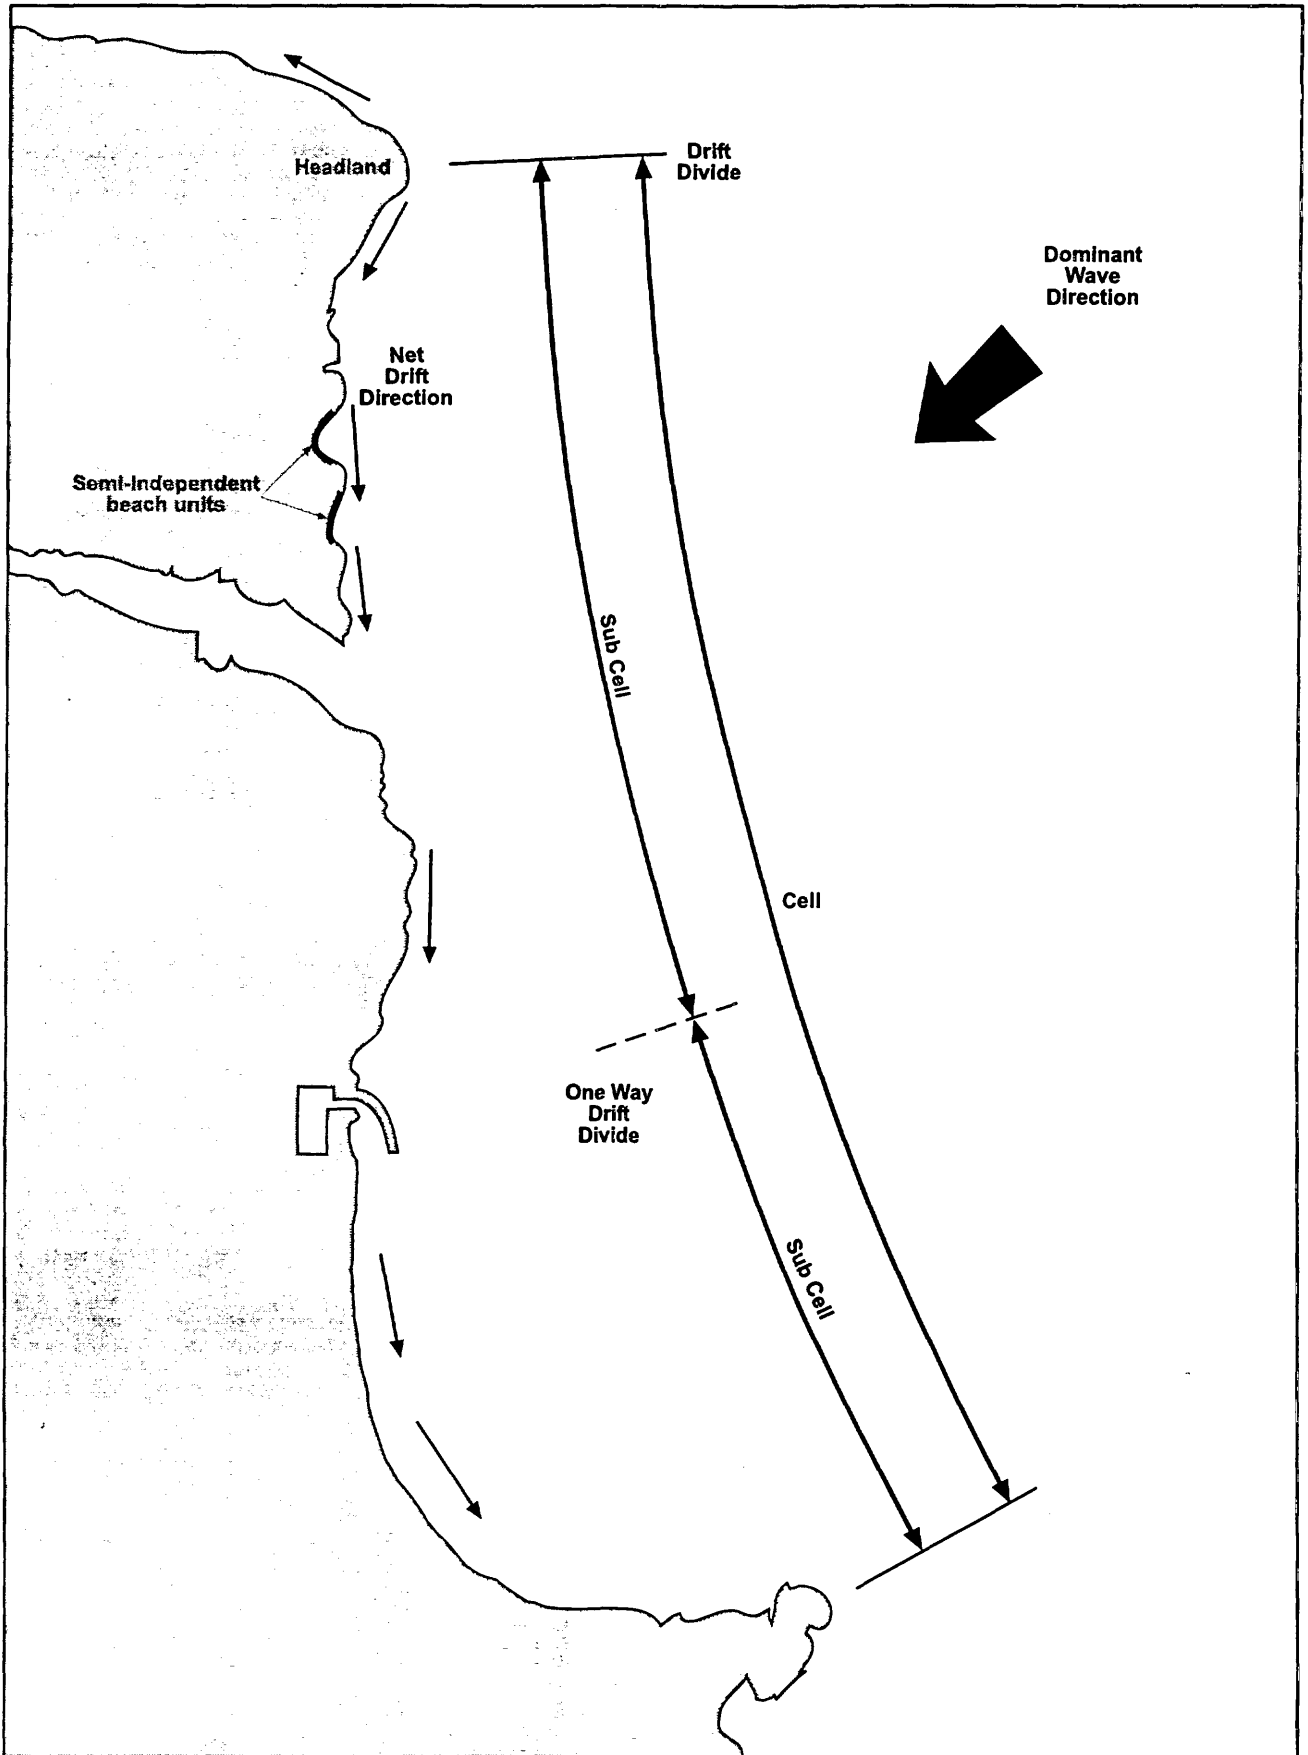 Headland
Drift
Divide
Dominant
Wave
Direction
Net
Drift
Direction
Semi-Independent
beach units
Sub Cell
Cell
One Way
Drift
Divide
Sub Cell